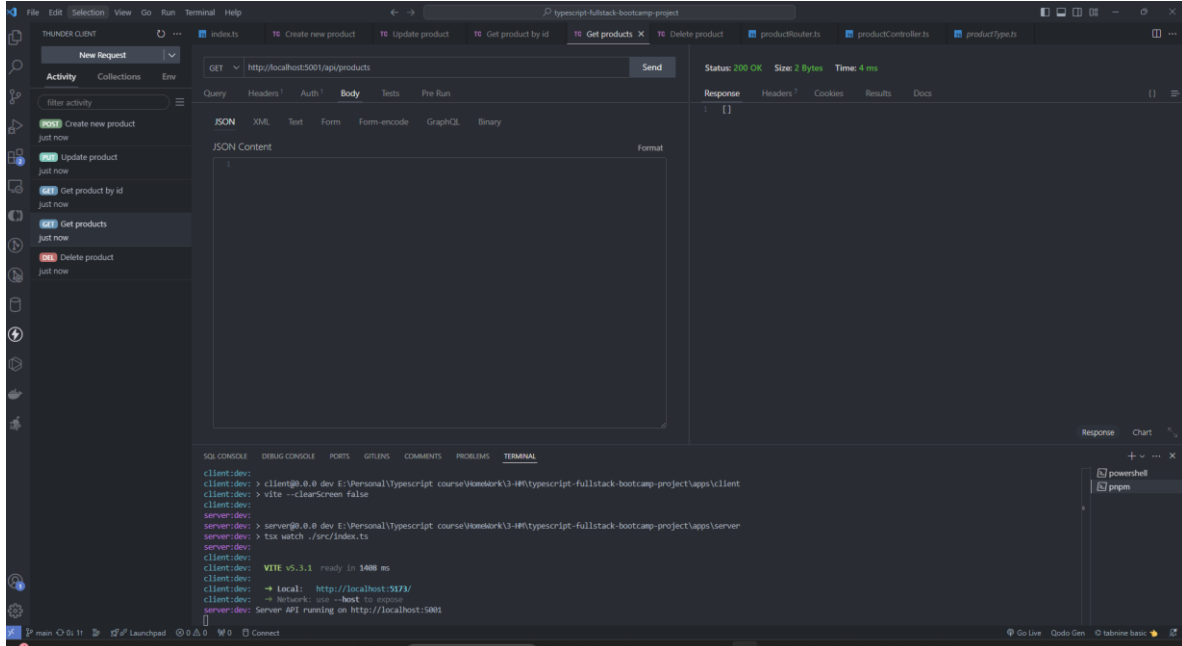 File Edit Selection View Go Run Terminal Help
typescript-fullstack-bootcamp-project
THUNDER CLIENT
New Request
Activity Collections Env
filter activity
POST Create new product
just now
PUT Update product
just now
GET Get product by id
just now
GET Get products
just now
DEL Delete product
just now
index.ts TC Create new product TC Update product TC Get product by id TC Get products TC Delete product productRouter.ts productController.ts productType.ts
GET http://localhost:5001/api/products Send
Query Headers 1 Auth 1 Body Tests Pre Run
JSON XML Text Form Form-encode GraphQL Binary
JSON Content Format
1
Status: 200 OK Size: 2 Bytes Time: 4 ms
Response Headers 7 Cookies Results Docs
{ }
1 []
Response Chart
SQL CONSOLE DEBUG CONSOLE PORTS GITLENS COMMENTS PROBLEMS TERMINAL
client:dev:
client:dev: > client@0.0.0 dev E:\Personal\Typescript course\HomeWork\3-HM\typescript-fullstack-bootcamp-project\apps\client
client:dev: > vite --clearScreen false
client:dev:
server:dev:
server:dev: > server@0.0.0 dev E:\Personal\Typescript course\HomeWork\3-HM\typescript-fullstack-bootcamp-project\apps\server
server:dev: > tsx watch ./src/index.ts
server:dev:
client:dev:
client:dev: VITE v5.3.1 ready in 1408 ms
client:dev:
client:dev: → Local: http://localhost:5173/
client:dev: → Network: use --host to expose
server:dev: Server API running on http://localhost:5001
powershell
pnpm
main 0↓ 1↑ Launchpad 0 0 0 Connect
Go Live Qodo Gen tabnine basic